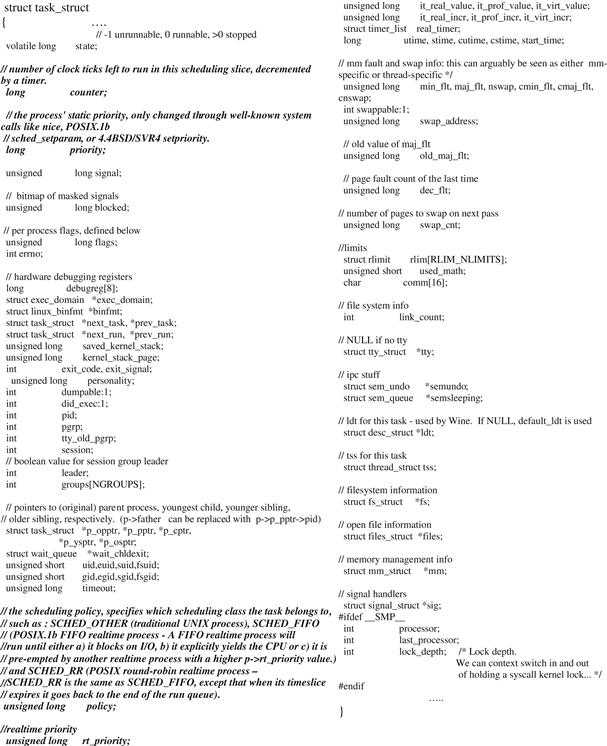 struct task_struct
{ ....
// -1 unrunnable, 0 runnable, >0 stopped
volatile long state;
// number of clock ticks left to run in this scheduling slice, decremented
by a timer.
long counter;
// the process' static priority, only changed through well-known system
calls like nice, POSIX.1b
// sched_setparam, or 4.4BSD/SVR4 setpriority.
long priority;
unsigned long signal;
// bitmap of masked signals
unsigned long blocked;
// per process flags, defined below
unsigned long flags;
int errno;
// hardware debugging registers
long debugreg[8];
struct exec_domain *exec_domain;
struct linux_binfmt *binfmt;
struct task_struct *next_task, *prev_task;
struct task_struct *next_run, *prev_run;
unsigned long saved_kernel_stack;
unsigned long kernel_stack_page;
int exit_code, exit_signal;
unsigned long personality;
int dumpable:1;
int did_exec:1;
int pid;
int pgrp;
int tty_old_pgrp;
int session;
// boolean value for session group leader
int leader;
int groups[NGROUPS];
// pointers to (original) parent process, youngest child, younger sibling,
// older sibling, respectively. (p->father can be replaced with p->p_pptr->pid)
struct task_struct *p_opptr, *p_pptr, *p_cptr,
*p_ysptr, *p_osptr;
struct wait_queue *wait_chldexit;
unsigned short uid,euid,suid,fsuid;
unsigned short gid,egid,sgid,fsgid;
unsigned long timeout;
// the scheduling policy, specifies which scheduling class the task belongs to,
// such as : SCHED_OTHER (traditional UNIX process), SCHED_FIFO
// (POSIX.1b FIFO realtime process - A FIFO realtime process will
//run until either a) it blocks on I/O, b) it explicitly yields the CPU or c) it is
// pre-empted by another realtime process with a higher p->rt_priority value.)
// and SCHED_RR (POSIX round-robin realtime process –
//SCHED_RR is the same as SCHED_FIFO, except that when its timeslice
// expires it goes back to the end of the run queue).
unsigned long policy;
//realtime priority
unsigned long rt_priority;
unsigned long it_real_value, it_prof_value, it_virt_value;
unsigned long it_real_incr, it_prof_incr, it_virt_incr;
struct timer_list real_timer;
long utime, stime, cutime, cstime, start_time;
// mm fault and swap info: this can arguably be seen as either mm-
specific or thread-specific */
unsigned long min_flt, maj_flt, nswap, cmin_flt, cmaj_flt,
cnswap;
int swappable:1;
unsigned long swap_address;
// old value of maj_flt
unsigned long old_maj_flt;
// page fault count of the last time
unsigned long dec_flt;
// number of pages to swap on next pass
unsigned long swap_cnt;
//limits
struct rlimit rlim[RLIM_NLIMITS];
unsigned short used_math;
char comm[16];
// file system info
int link_count;
// NULL if no tty
struct tty_struct *tty;
// ipc stuff
struct sem_undo *semundo;
struct sem_queue *semsleeping;
// ldt for this task - used by Wine. If NULL, default_ldt is used
struct desc_struct *ldt;
// tss for this task
struct thread_struct tss;
// filesystem information
struct fs_struct *fs;
// open file information
struct files_struct *files;
// memory management info
struct mm_struct *mm;
// signal handlers
struct signal_struct *sig;
#ifdef __SMP__
int processor;
int last_processor;
int lock_depth; /* Lock depth.
We can context switch in and out
of holding a syscall kernel lock... */
#endif
.....
}